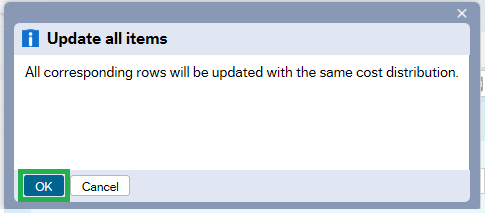 Update all items
All corresponding rows will be updated with the same cost distribution.
OK Cancel